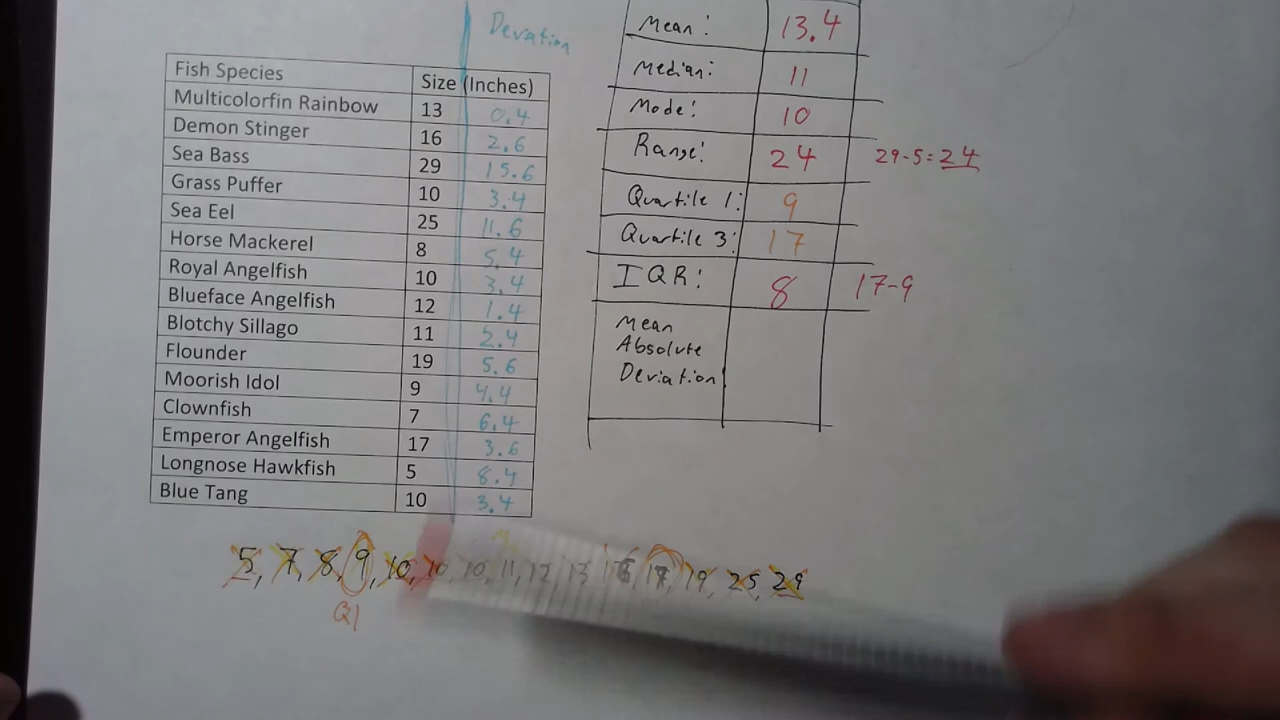 Deviation
Fish Species Size (Inches)
Multicolorfin Rainbow 13 0.4
Demon Stinger 16 2.6
Sea Bass 29 15.6
Grass Puffer 10 3.4
Sea Eel 25 11.6
Horse Mackerel 8 5.4
Royal Angelfish 10 3.4
Blueface Angelfish 12 1.4
Blotchy Sillago 11 2.4
Flounder 19 5.6
Moorish Idol 9 4.4
Clownfish 7 6.4
Emperor Angelfish 17 3.6
Longnose Hawkfish 5 8.4
Blue Tang 10 3.4
Mean: 13.4
Median: 11
Mode: 10
Range: 24 29-5=24
Quartile 1: 9
Quartile 3: 17
IQR: 8 17-9
Mean
Absolute
Deviation
5, 7, 8, 9, 10, 10, 10, 11, 12, 13, 16, 17, 19, 25, 29
Q1